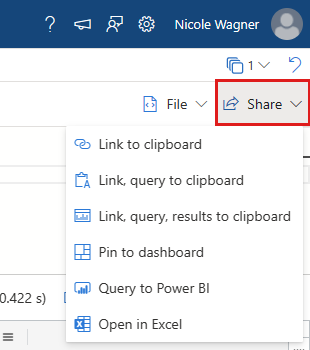 Nicole Wagner
1
File
Share
Link to clipboard
Link, query to clipboard
Link, query, results to clipboard
Pin to dashboard
0.422 s)
Query to Power BI
Open in Excel